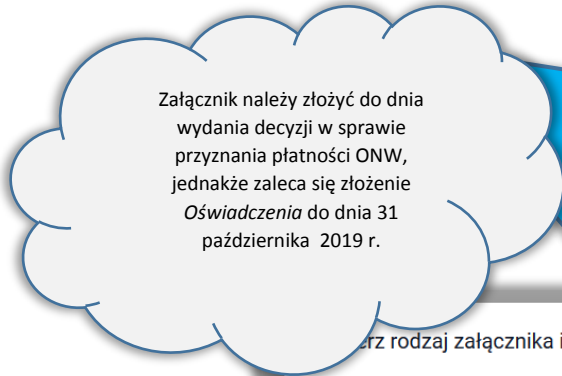 Załącznik należy złożyć do dnia
wydania decyzji w sprawie
przyznania płatności ONW,
jednakże zaleca się złożenie
Oświadczenia do dnia 31
października 2019 r.
rodzaj załącznika i